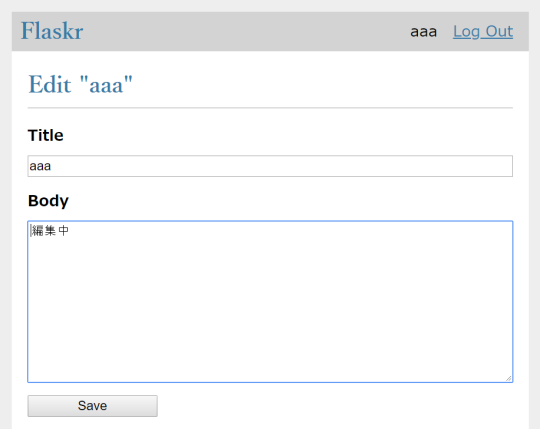 Flaskr
aaa Log Out
Edit "aaa"
Title
aaa
Body
編集中
Save